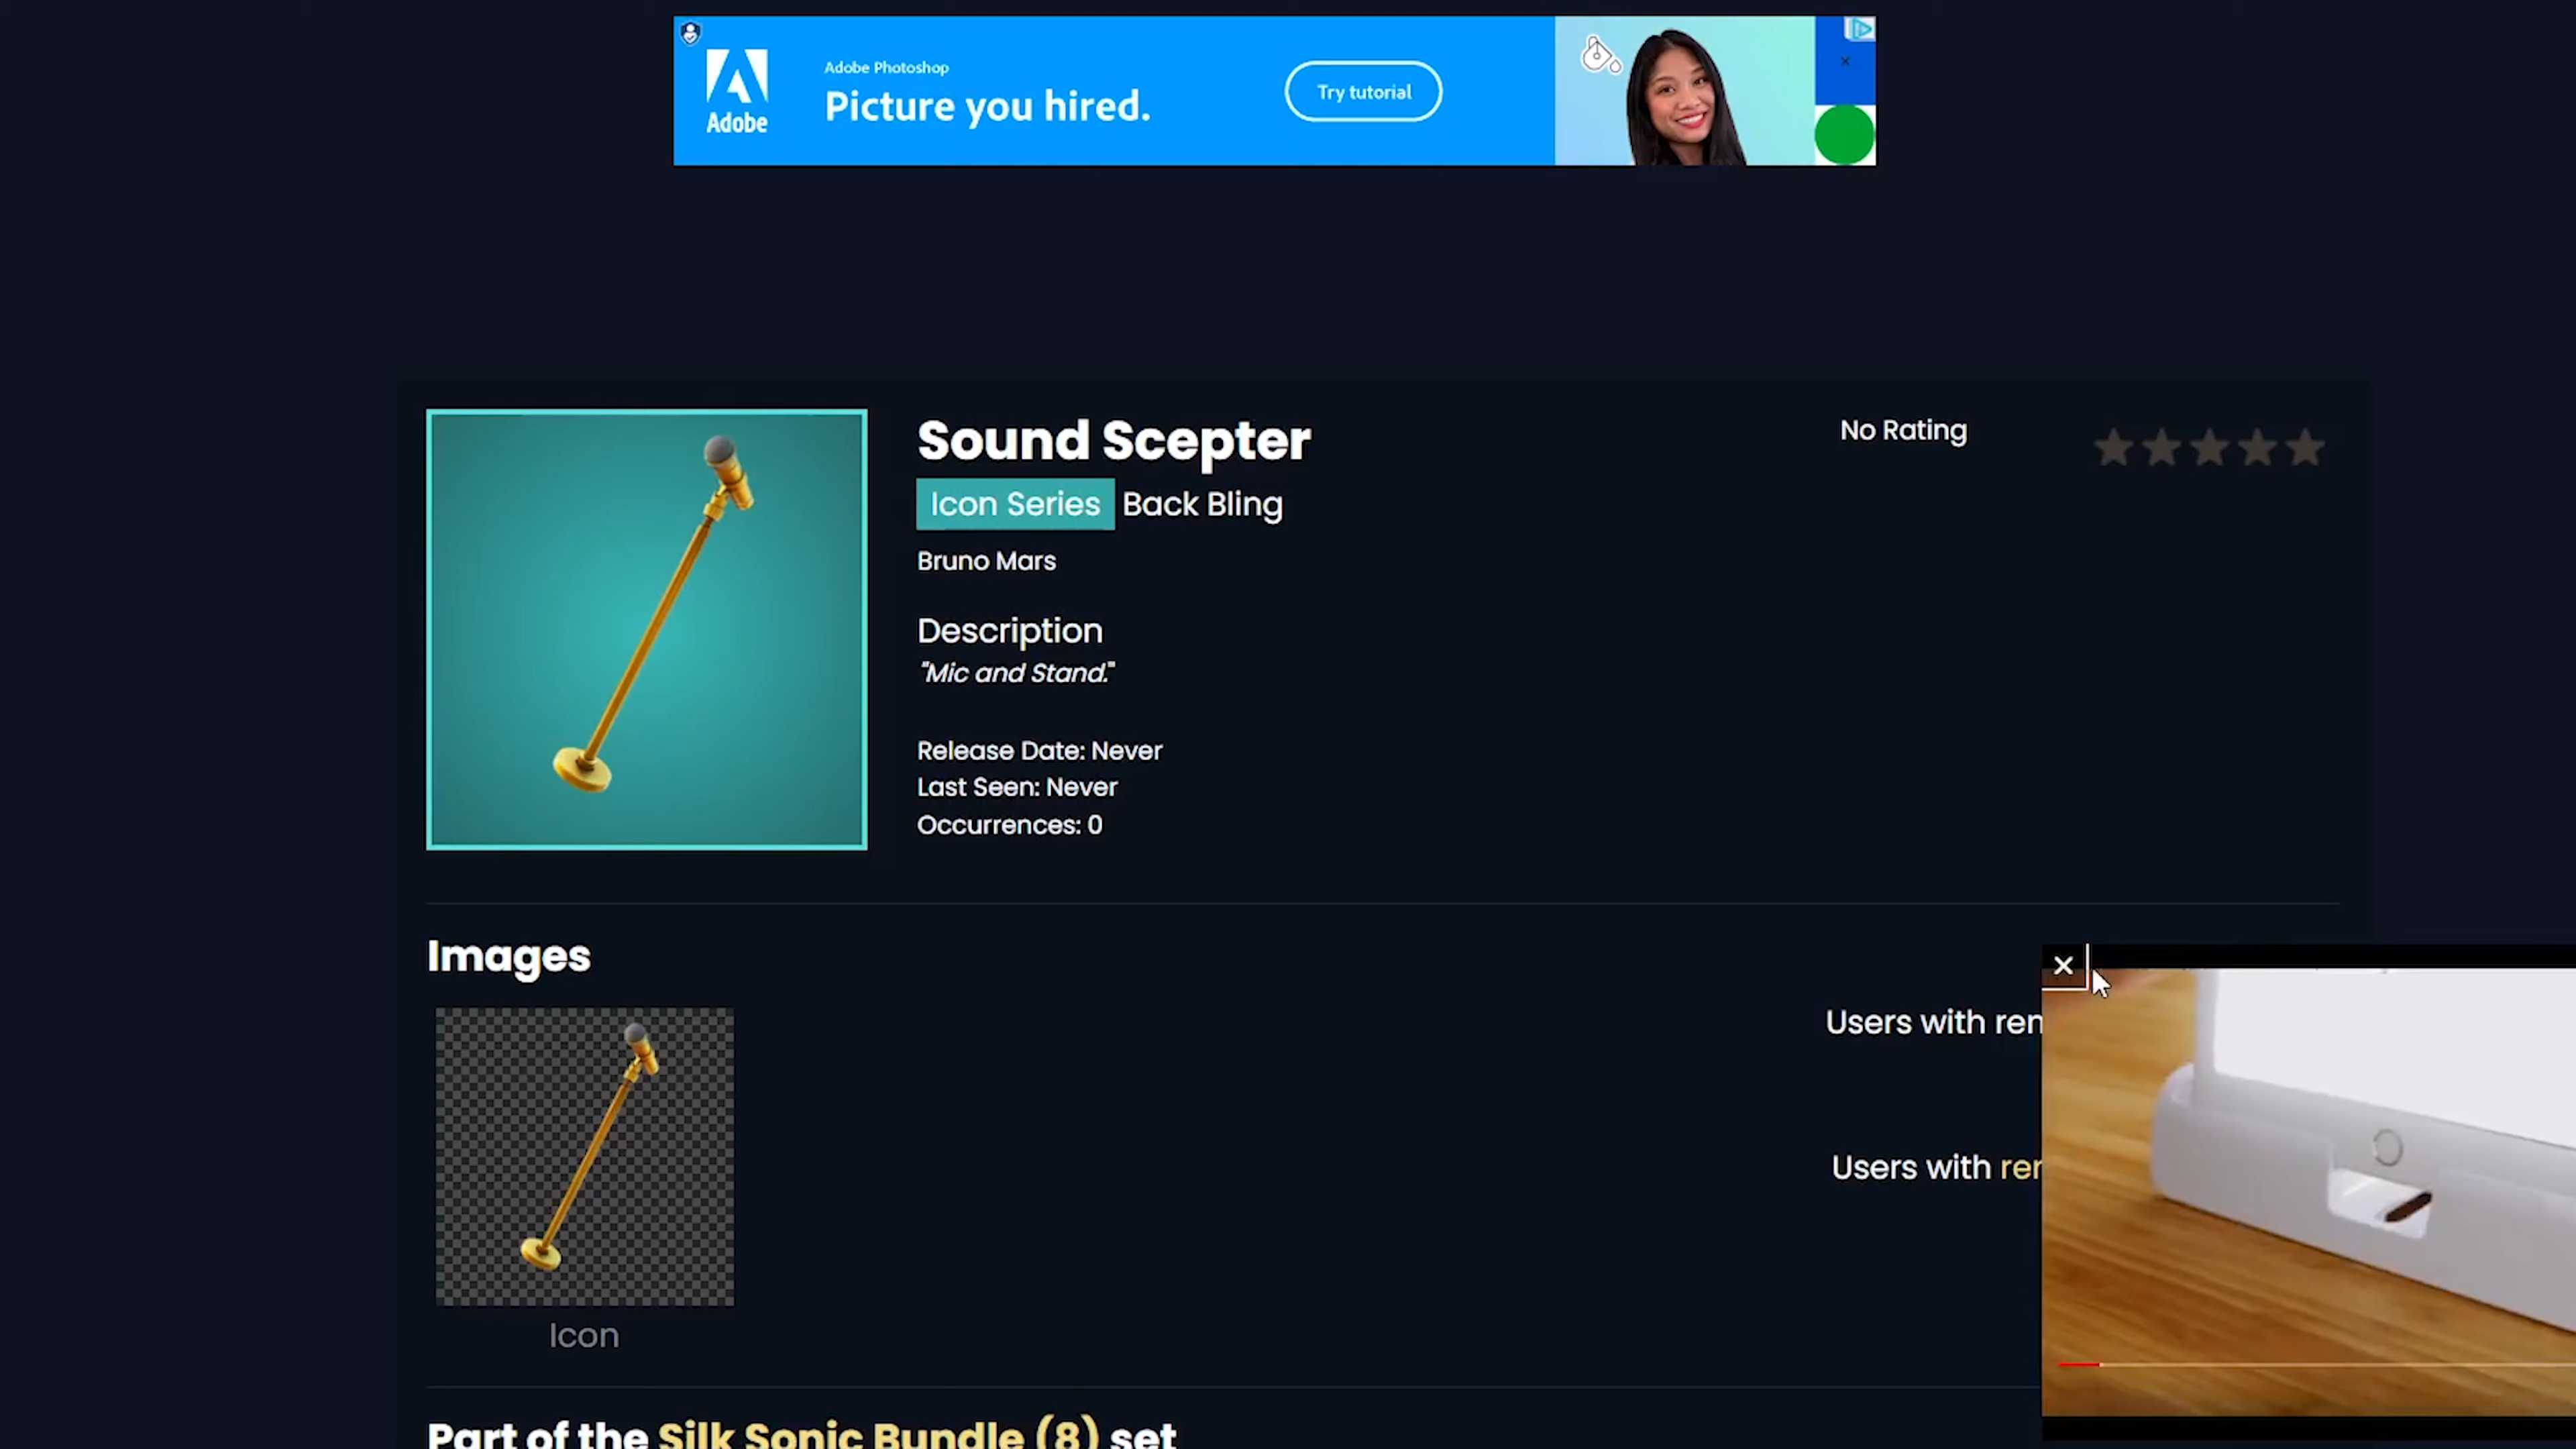 Adobe
Adobe Photoshop
Picture you hired.
Try tutorial
Sound Scepter
No Rating
Icon Series Back Bling
Bruno Mars
Description
"Mic and Stand."
Release Date: Never
Last Seen: Never
Occurrences: 0
Images
Users with
Users with
Icon
Part of the Silk Sonic Bundle (8) set